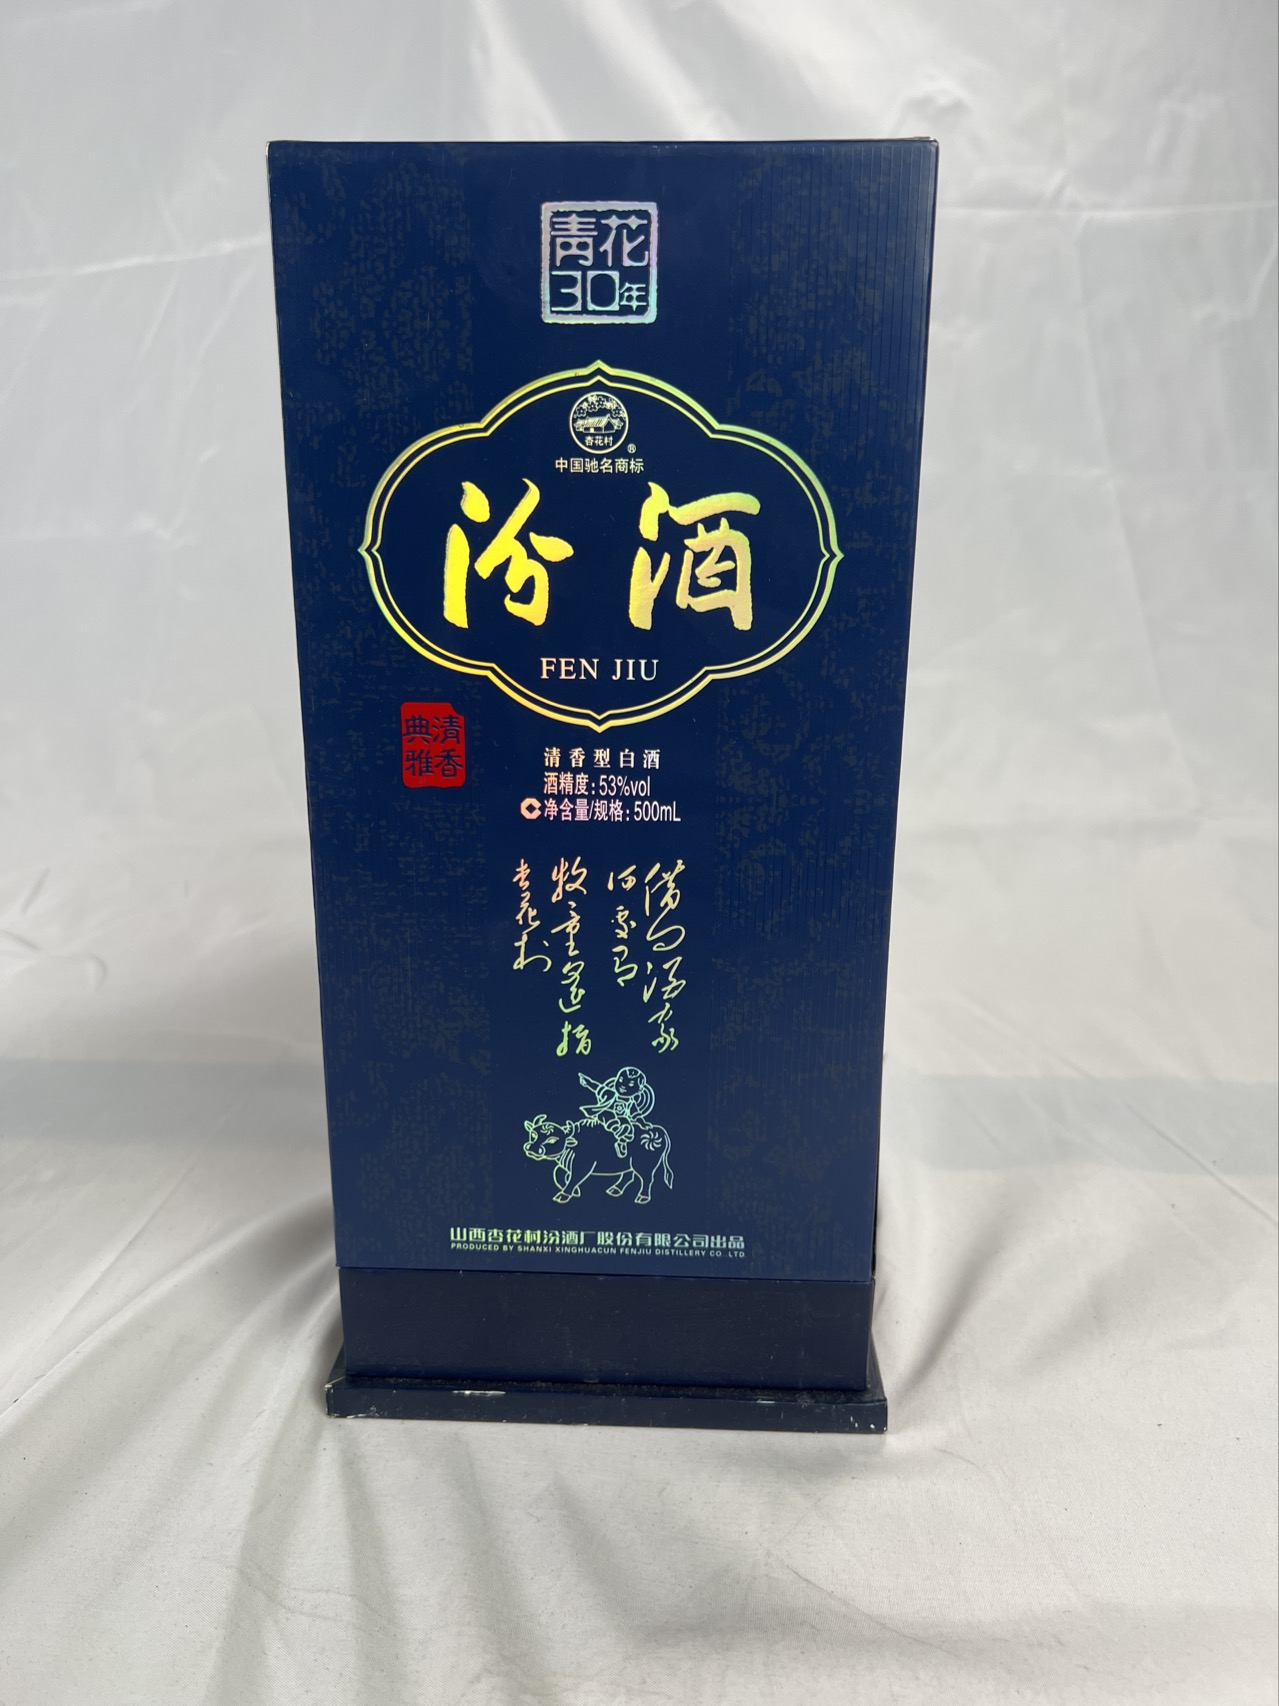 青花
30年
杏花村
®
中国驰名商标
汾酒
FEN JIU
清香
典雅
清香型白酒
酒精度:53%vol
C净含量/规格:500mL
借问酒家
何处有
牧童遥指
杏花村
山西杏花村汾酒厂股份有限公司出品
PRODUCED BY SHANXI XINGHUACUN FENJIU DISTILLERY CO.,LTD